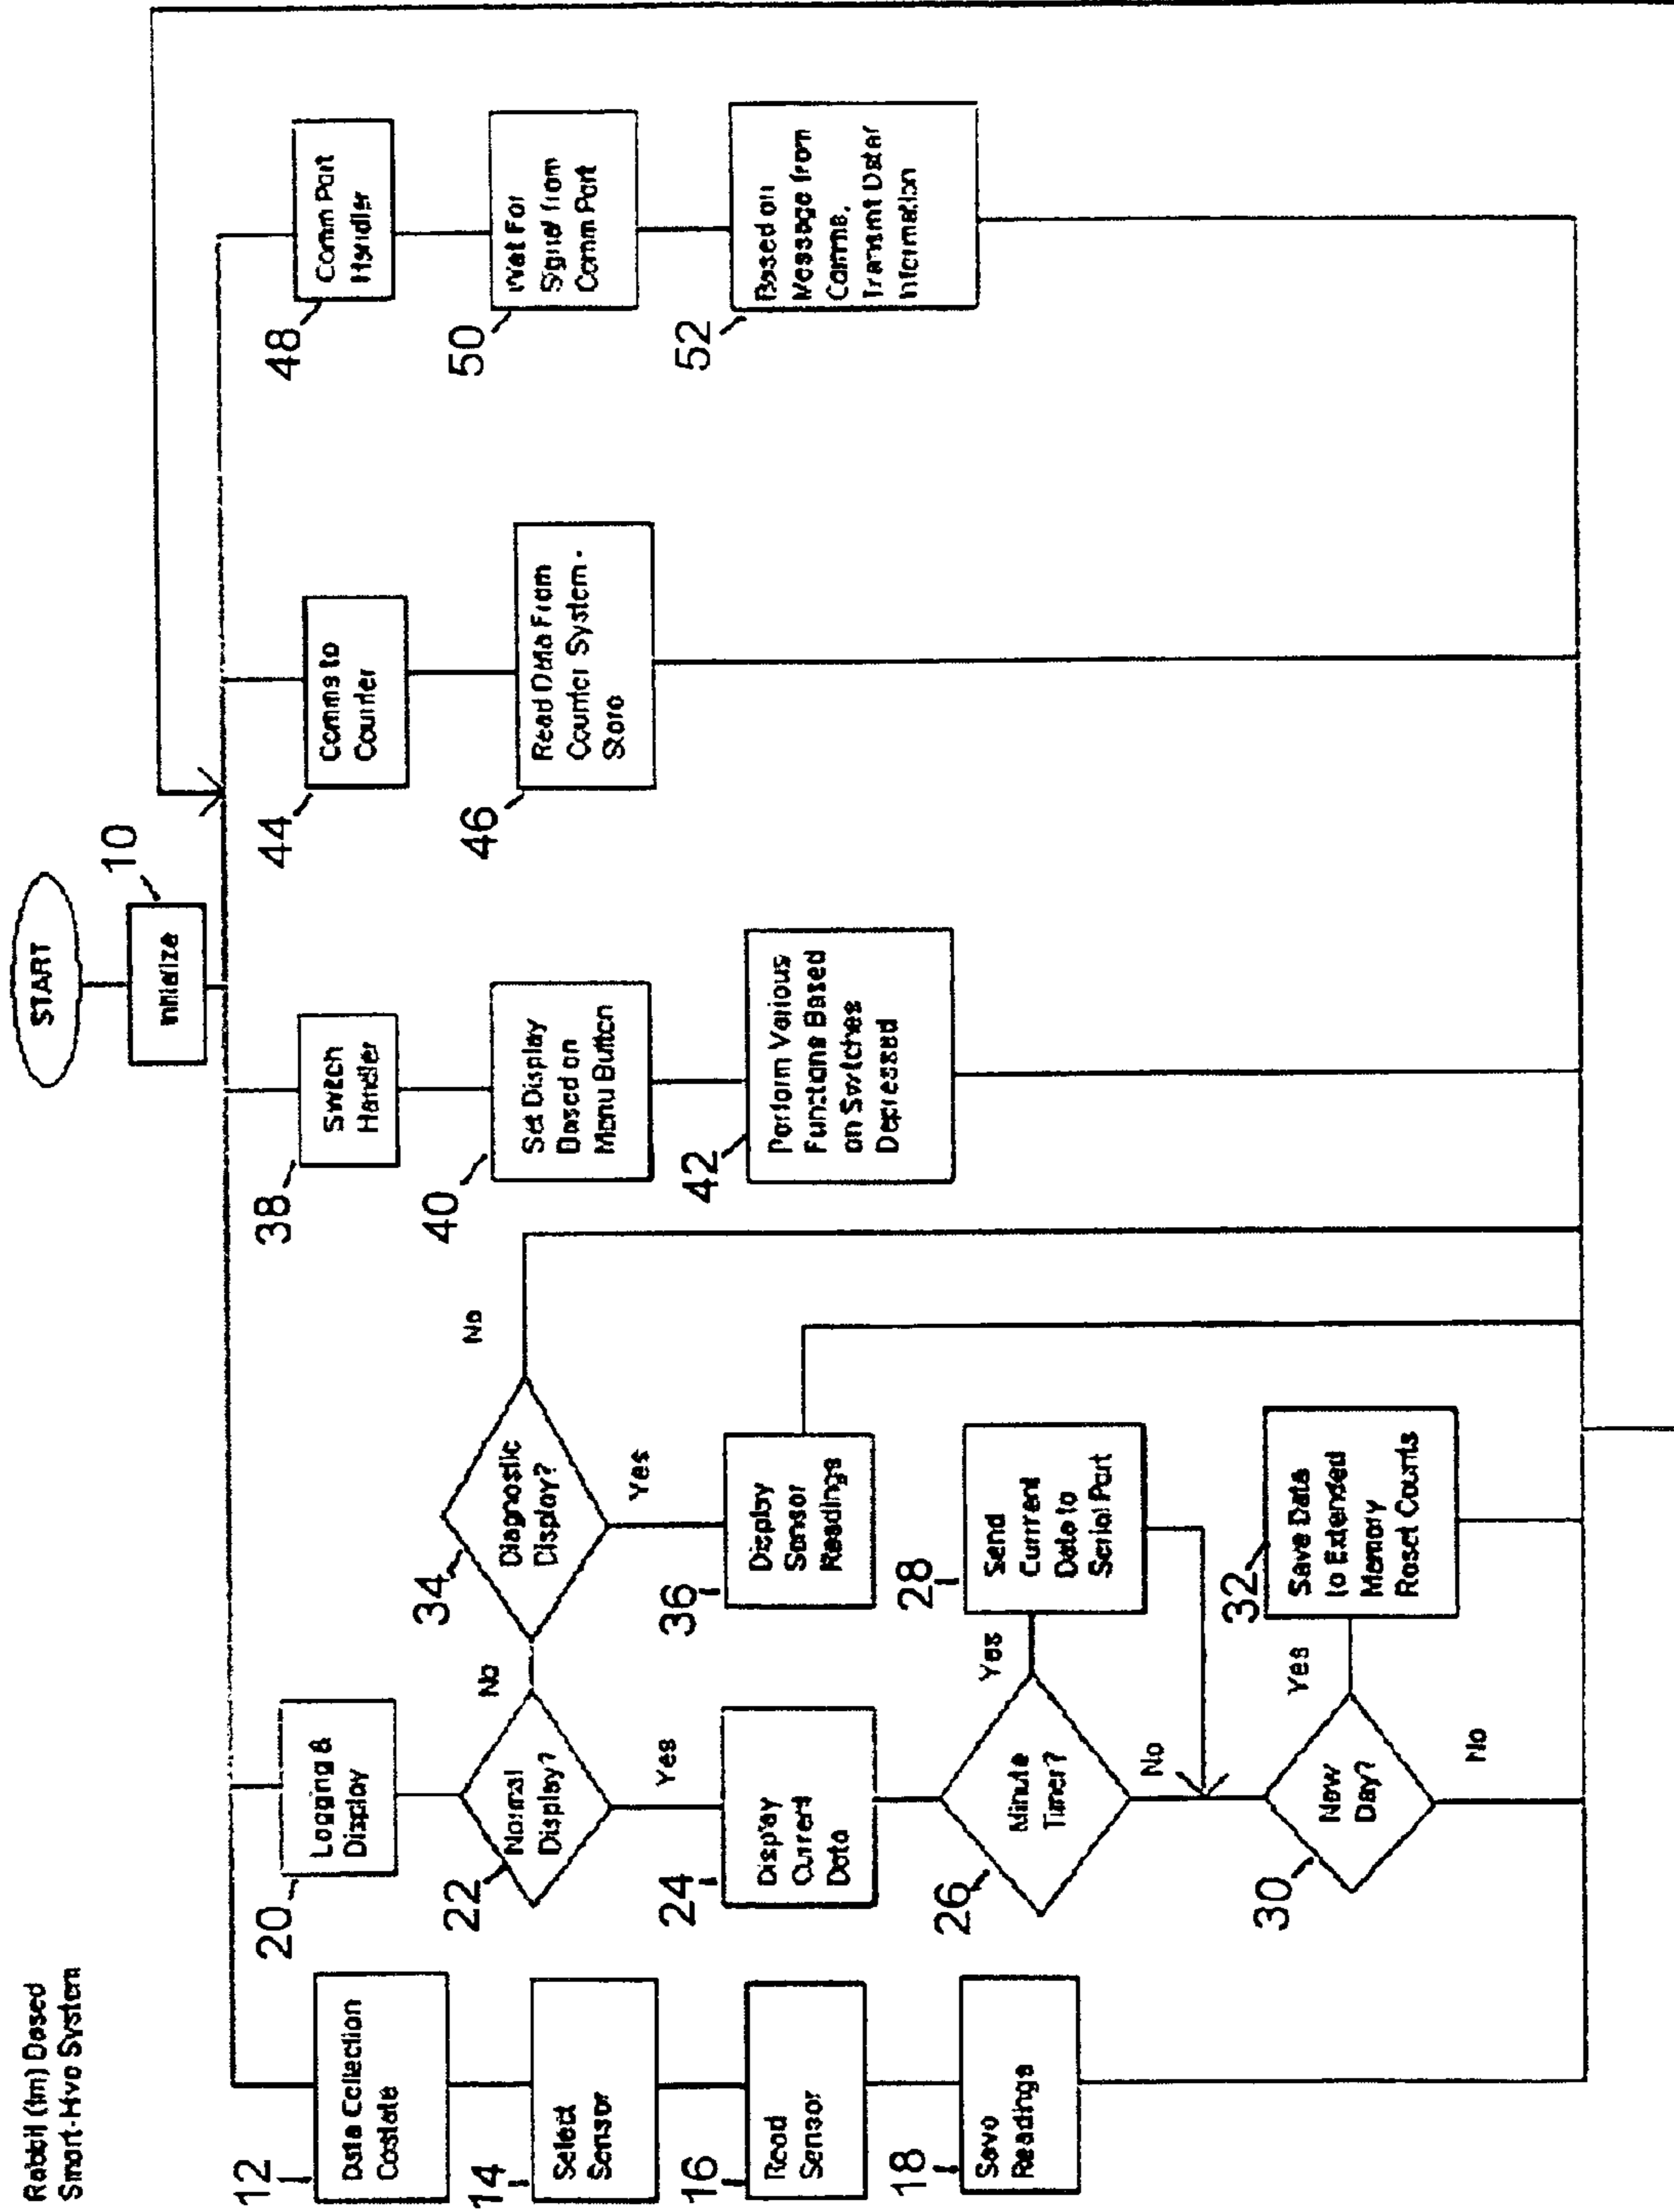 Rabbit (tm) Based
Smart-Hive System
START
10
Initialize
12
Data Collection
Costate
14
Select
Sensor
16
Read
Sensor
18
Save
Readings
20
Logging &
Display
22
Normal
Display?
No
Yes
24
Display
Current
Data
26
Minute
Timer?
Yes
No
28
Send
Current
Data to
Serial Port
30
New
Day?
Yes
No
32
Save Data
to Extended
Memory
Reset Counts
34
Diagnostic
Display?
No
Yes
36
Display
Sensor
Readings
38
Switch
Handler
40
Set Display
Based on
Menu Button
42
Perform Various
Functions Based
on Switches
Depressed
44
Comms to
Counter
46
Read Data From
Counter System -
Store
48
Comm Port
Handler
50
Wait For
Signal from
Comm Port
52
Based on
Message from
Comms,
Transmit Data/
Information